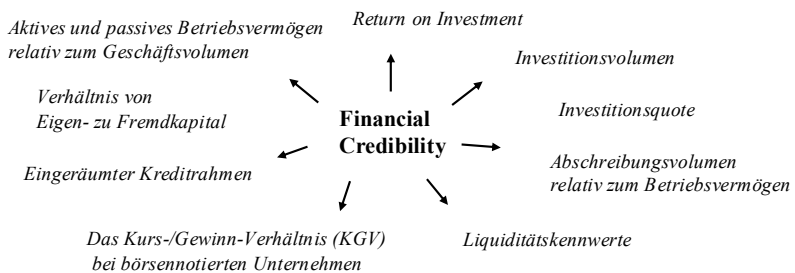 Return on Investment
Aktives und passives Betriebsvermögen
relativ zum Geschäftsvolumen
Investitionsvolumen
Verhältnis von
Eigen- zu Fremdkapital
Investitionsquote
Financial
Credibility
Eingeräumter Kreditrahmen
Abschreibungsvolumen
relativ zum Betriebsvermögen
Das Kurs-/Gewinn-Verhältnis (KGV)
bei börsennotierten Unternehmen
Liquiditätskennwerte